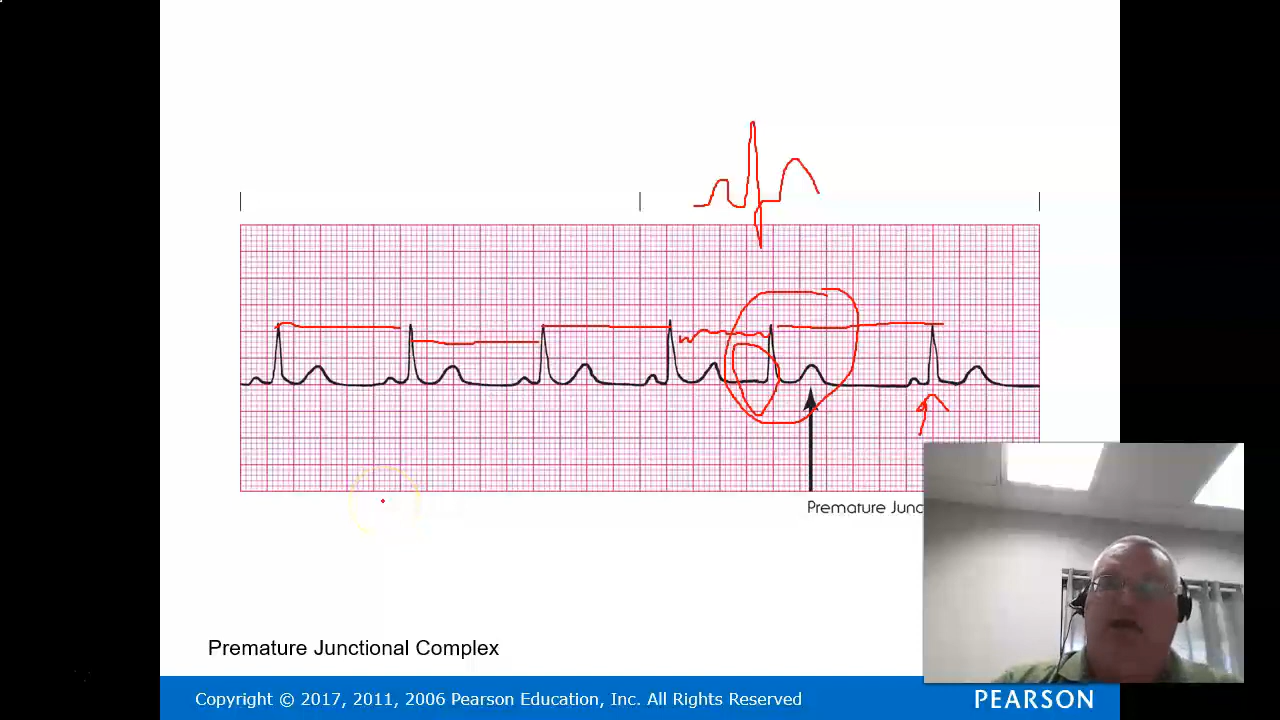 Premature Junc
Premature Junctional Complex
Copyright © 2017, 2011, 2006 Pearson Education, Inc. All Rights Reserved
PEARSON